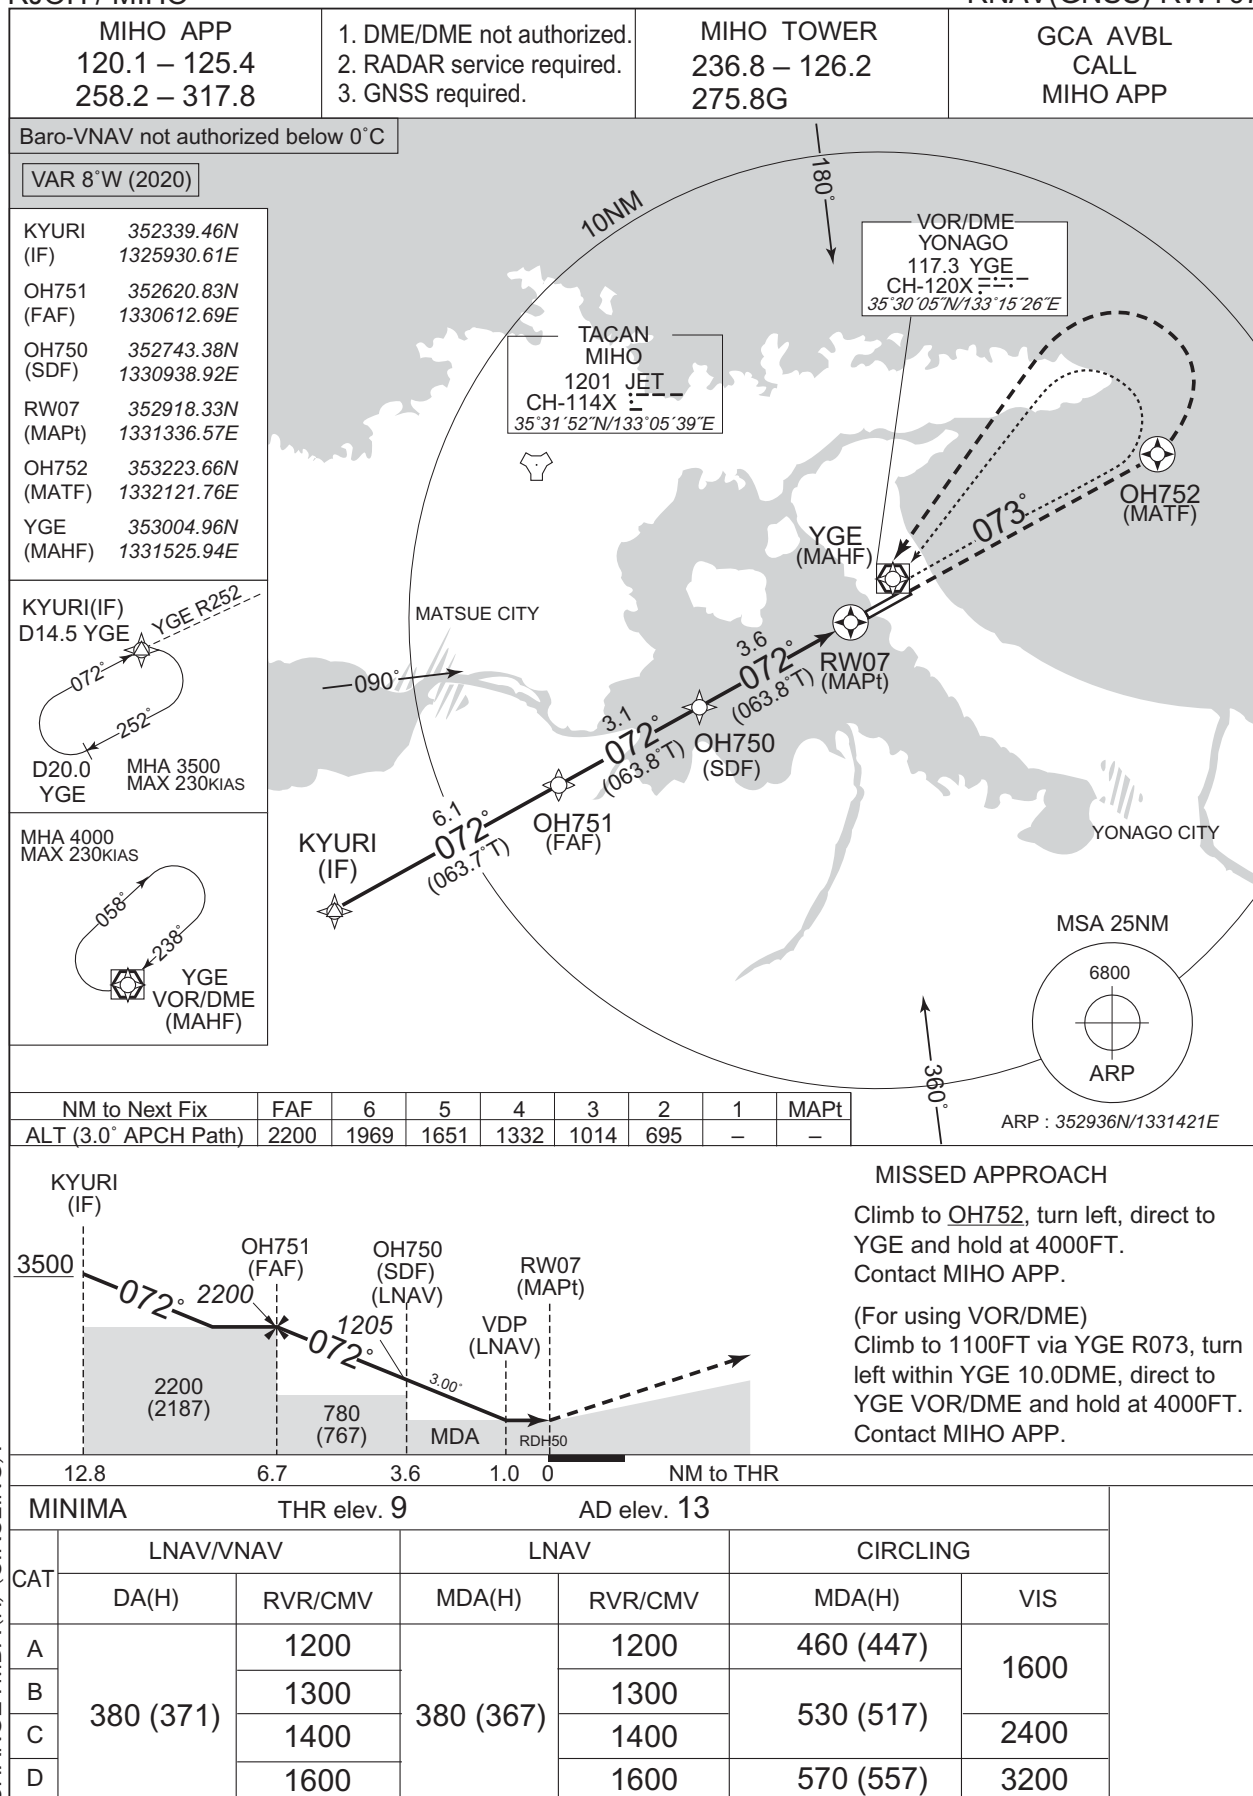 RJOH / MIHO
RNAV(GNSS) RWY07
MIHO APP
120.1 – 125.4
258.2 – 317.8
1. DME/DME not authorized.
2. RADAR service required.
3. GNSS required.
MIHO TOWER
236.8 – 126.2
275.8G
GCA AVBL
CALL
MIHO APP
Baro-VNAV not authorized below 0˚C
VAR 8˚W (2020)
KYURI 352339.46N
(IF) 1325930.61E
OH751 352620.83N
(FAF) 1330612.69E
OH750 352743.38N
(SDF) 1330938.92E
RW07 352918.33N
(MAPt) 1331336.57E
OH752 353223.66N
(MATF) 1332121.76E
YGE 353004.96N
(MAHF) 1331525.94E
KYURI(IF)
D14.5 YGE
YGE R252
072˚
252˚
D20.0
YGE
MHA 3500
MAX 230KIAS
MHA 4000
MAX 230KIAS
058˚
238˚
YGE
VOR/DME
(MAHF)
10NM
180˚
VOR/DME
YONAGO
117.3 YGE
CH-120X
35˚30´05˝N/133˚15´26˝E
TACAN
MIHO
1201 JET
CH-114X
35˚31´52˝N/133˚05´39˝E
OH752
(MATF)
073˚
YGE
(MAHF)
MATSUE CITY
090˚
3.6
072˚
(063.8˚T)
RW07
(MAPt)
3.1
072˚
(063.8˚T)
OH750
(SDF)
6.1
072˚
(063.7˚T)
OH751
(FAF)
KYURI
(IF)
YONAGO CITY
MSA 25NM
6800
ARP
360˚
ARP : 352936N/1331421E
NM to Next Fix FAF 6 5 4 3 2 1 MAPt
ALT (3.0˚ APCH Path) 2200 1969 1651 1332 1014 695 – –
KYURI
(IF)
3500
072˚
2200
OH751
(FAF)
072˚
1205
OH750
(SDF)
(LNAV)
3.00˚
VDP
(LNAV)
RW07
(MAPt)
2200
(2187)
780
(767)
MDA
RDH50
12.8 6.7 3.6 1.0 0 NM to THR
MISSED APPROACH
Climb to OH752, turn left, direct to
YGE and hold at 4000FT.
Contact MIHO APP.
(For using VOR/DME)
Climb to 1100FT via YGE R073, turn
left within YGE 10.0DME, direct to
YGE VOR/DME and hold at 4000FT.
Contact MIHO APP.
MINIMA THR elev. 9 AD elev. 13
CAT LNAV/VNAV LNAV CIRCLING
DA(H) RVR/CMV MDA(H) RVR/CMV MDA(H) VIS
A 380 (371) 1200 380 (367) 1200 460 (447) 1600
B 1300 1300 530 (517)
C 1400 1400 2400
D 1600 1600 570 (557) 3200